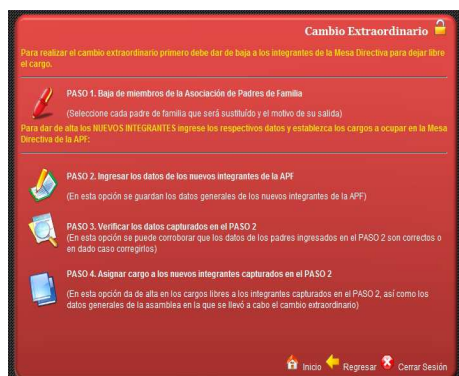 Cambio Extraordinario
Para realizar el cambio extraordinario primero debe dar de baja a los integrantes de la Mesa Directiva para dejar libre
el cargo.
PASO 1. Baja de miembros de la Asociación de Padres de Familia
(Seleccione cada padre de familia que será sustituído y el motivo de su salida)
Para dar de alta los NUEVOS INTEGRANTES ingrese los respectivos datos y establezca los cargos a ocupar en la Mesa
Directiva de la APF:
PASO 2. Ingresar los datos de los nuevos integrantes de la APF
(En esta opción se guardan los datos generales de los nuevos integrantes de la APF)
PASO 3. Verificar los datos capturados en el PASO 2
(En esta opción se puede corroborar que los datos de los padres ingresados en el PASO 2 son correctos o
en dado caso corregirlos)
PASO 4. Asignar cargo a los nuevos integrantes capturados en el PASO 2
(En esta opción da de alta en los cargos libres a los integrantes capturados en el PASO 2, así como los
datos generales de la asamblea en la que se llevó a cabo el cambio extraordinario)
Inicio Regresar Cerrar Sesión